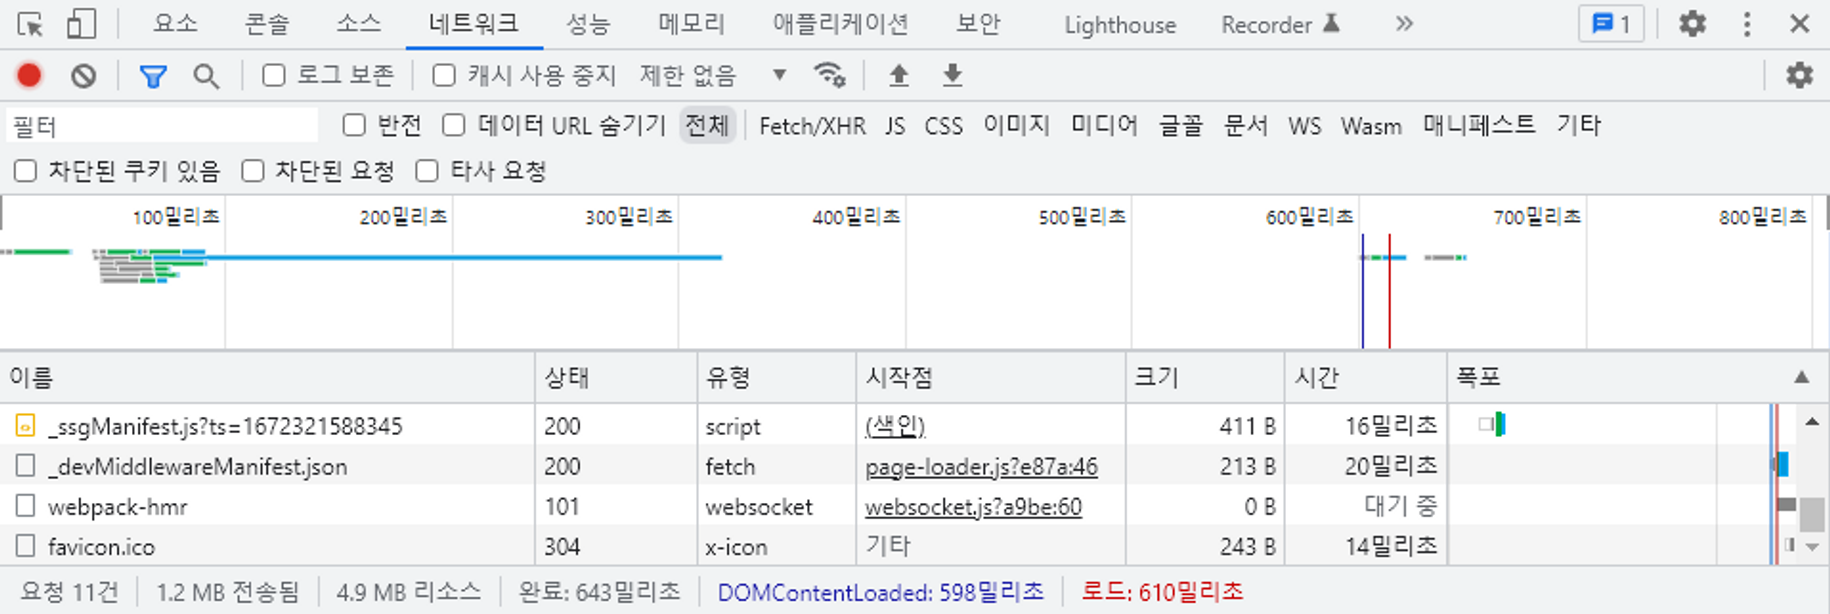 요소 콘솔 소스 네트워크 성능 메모리 애플리케이션 보안 Lighthouse Recorder 1
로그 보존 캐시 사용 중지 제한 없음
필터 반전 데이터 URL 숨기기 전체 Fetch/XHR JS CSS 이미지 미디어 글꼴 문서 WS Wasm 매니페스트 기타
차단된 쿠키 있음 차단된 요청 타사 요청
100밀리초 200밀리초 300밀리초 400밀리초 500밀리초 600밀리초 700밀리초 800밀리초
이름 상태 유형 시작점 크기 시간 폭포
_ssgManifest.js?ts=1672321588345 200 script (색인) 411 B 16밀리초
_devMiddlewareManifest.json 200 fetch page-loader.js?e87a:46 213 B 20밀리초
webpack-hmr 101 websocket websocket.js?a9be:60 0 B 대기 중
favicon.ico 304 x-icon 기타 243 B 14밀리초
요청 11건 1.2 MB 전송됨 4.9 MB 리소스 완료: 643밀리초 DOMContentLoaded: 598밀리초 로드: 610밀리초